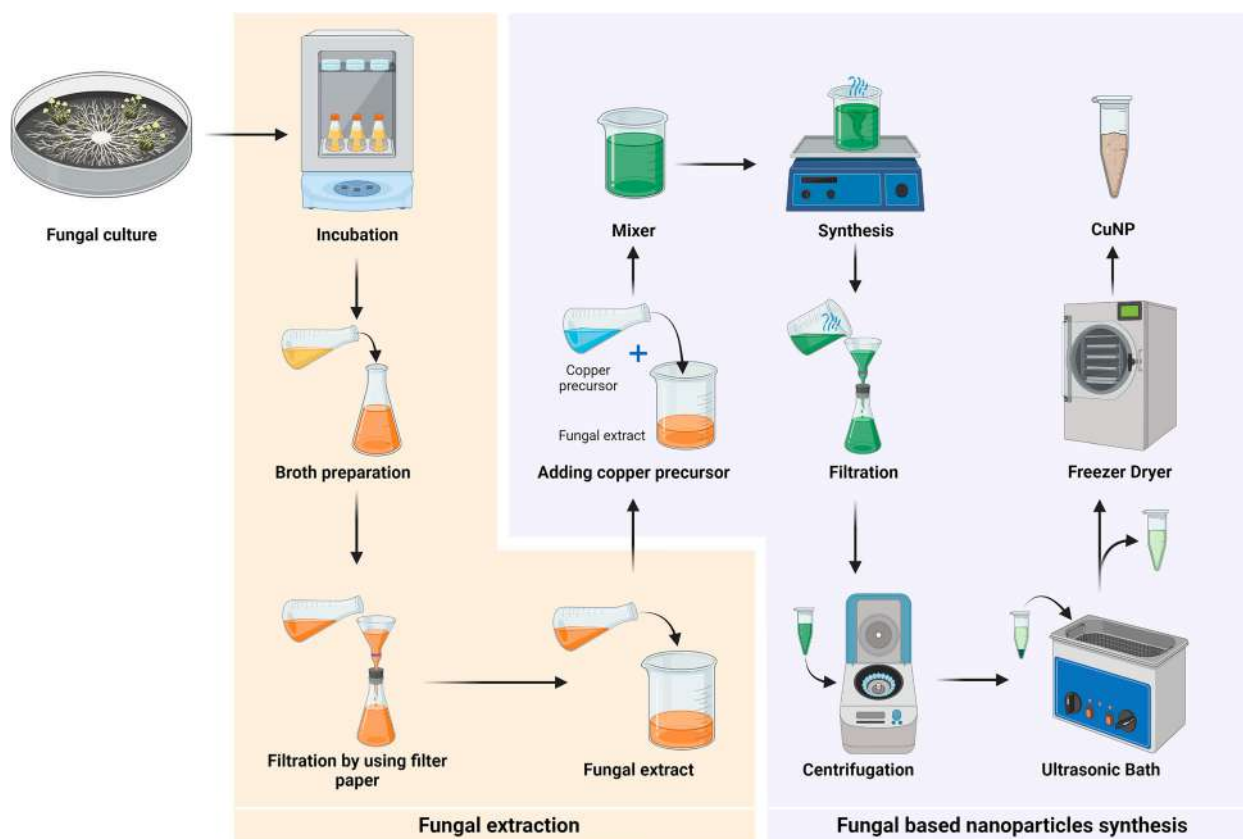 Fungal culture
Incubation
Broth preparation
Filtration by using filter
paper
Fungal extract
Fungal extraction
Copper
precursor
+
Fungal extract
Adding copper precursor
Mixer
Synthesis
Filtration
Centrifugation
Ultrasonic Bath
Freezer Dryer
CuNP
Fungal based nanoparticles synthesis